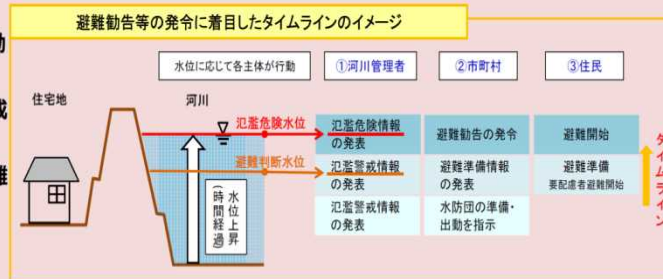 避難勧告等の発令に着目したタイムラインのイメージ
水位に応じて各主体が行動
①河川管理者
②市町村
③住民
住宅地
河川
氾濫危険水位
氾濫危険情報
の発表
避難勧告の発令
避難開始
避難判断水位
氾濫警戒情報
の発表
避難準備情報
の発表
避難準備
要配慮者避難開始
氾濫警戒情報
の発表
水防団の準備・
出動を指示
水位上昇
(時間経過)
タイムライン
動
成
難